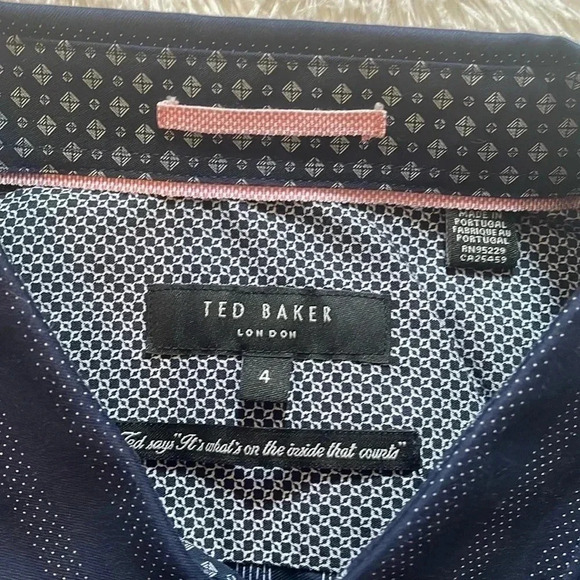 MADE IN
PORTUGAL
FABRIQUE AU
PORTUGAL
RN95229
CA25459
TED BAKER
LONDON
4
Ted says "It's what's on the inside that counts"